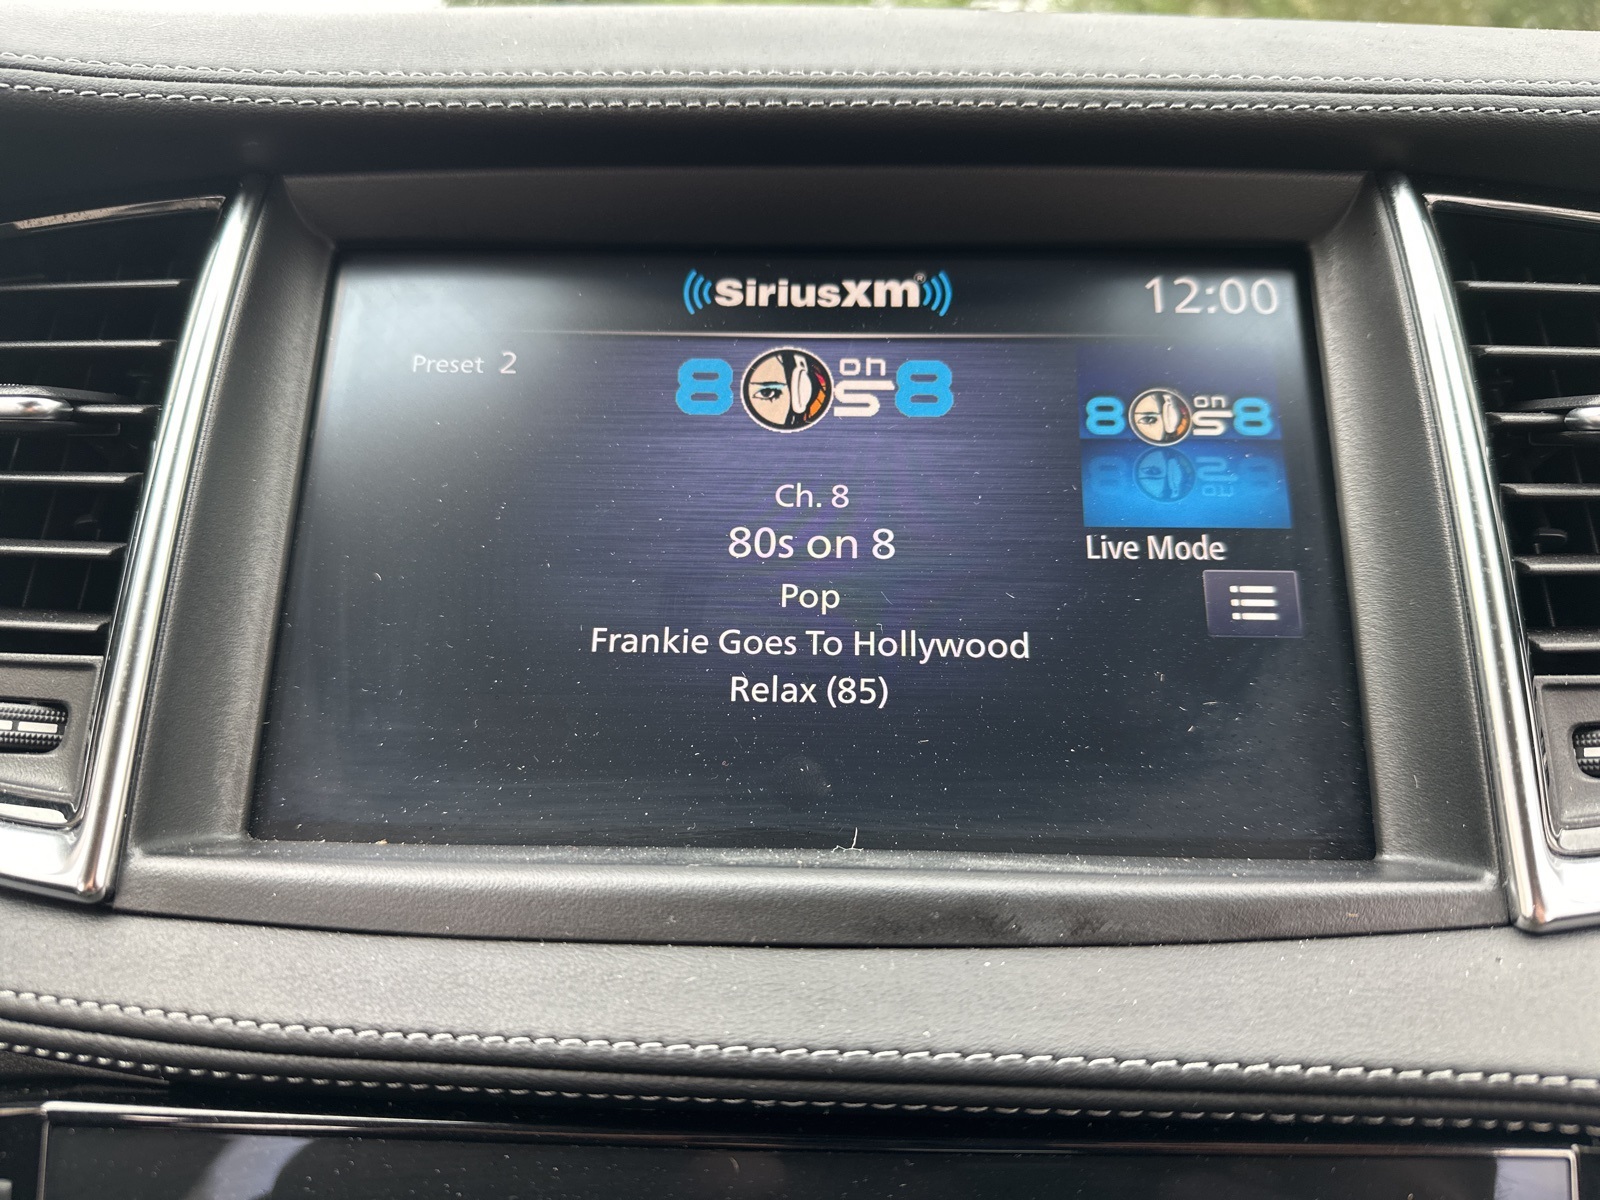 SiriusXM®
12:00
Preset 2
80s on 8
80s on 8
Ch. 8
80s on 8
Live Mode
Pop
Frankie Goes To Hollywood
Relax (85)